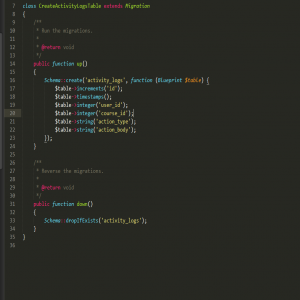 7 class CreateActivityLogsTable extends Migration
8 {
9 /**
10 * Run the migrations.
11 *
12 * @return void
13 */
14 public function up()
15 {
16 Schema::create('activity_logs', function (Blueprint $table) {
17 $table->increments('id');
18 $table->timestamps();
19 $table->integer('user_id');
20 $table->integer('course_id');
21 $table->string('action_type');
22 $table->string('action_body');
23 });
24 }
25
26 /**
27 * Reverse the migrations.
28 *
29 * @return void
30 */
31 public function down()
32 {
33 Schema::dropIfExists('activity_logs');
34 }
35 }
36